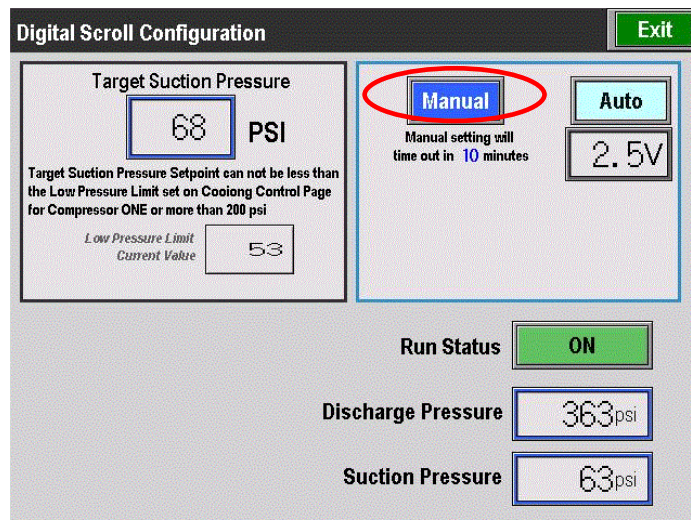 Digital Scroll Configuration
Exit
Target Suction Pressure
68 PSI
Target Suction Pressure Setpoint can not be less than
the Low Pressure Limit set on Cooiong Control Page
for Compressor ONE or more than 200 psi
Low Pressure Limit
Current Value
53
Manual
Auto
Manual setting will
time out in 10 minutes
2.5V
Run Status
ON
Discharge Pressure
363psi
Suction Pressure
63psi